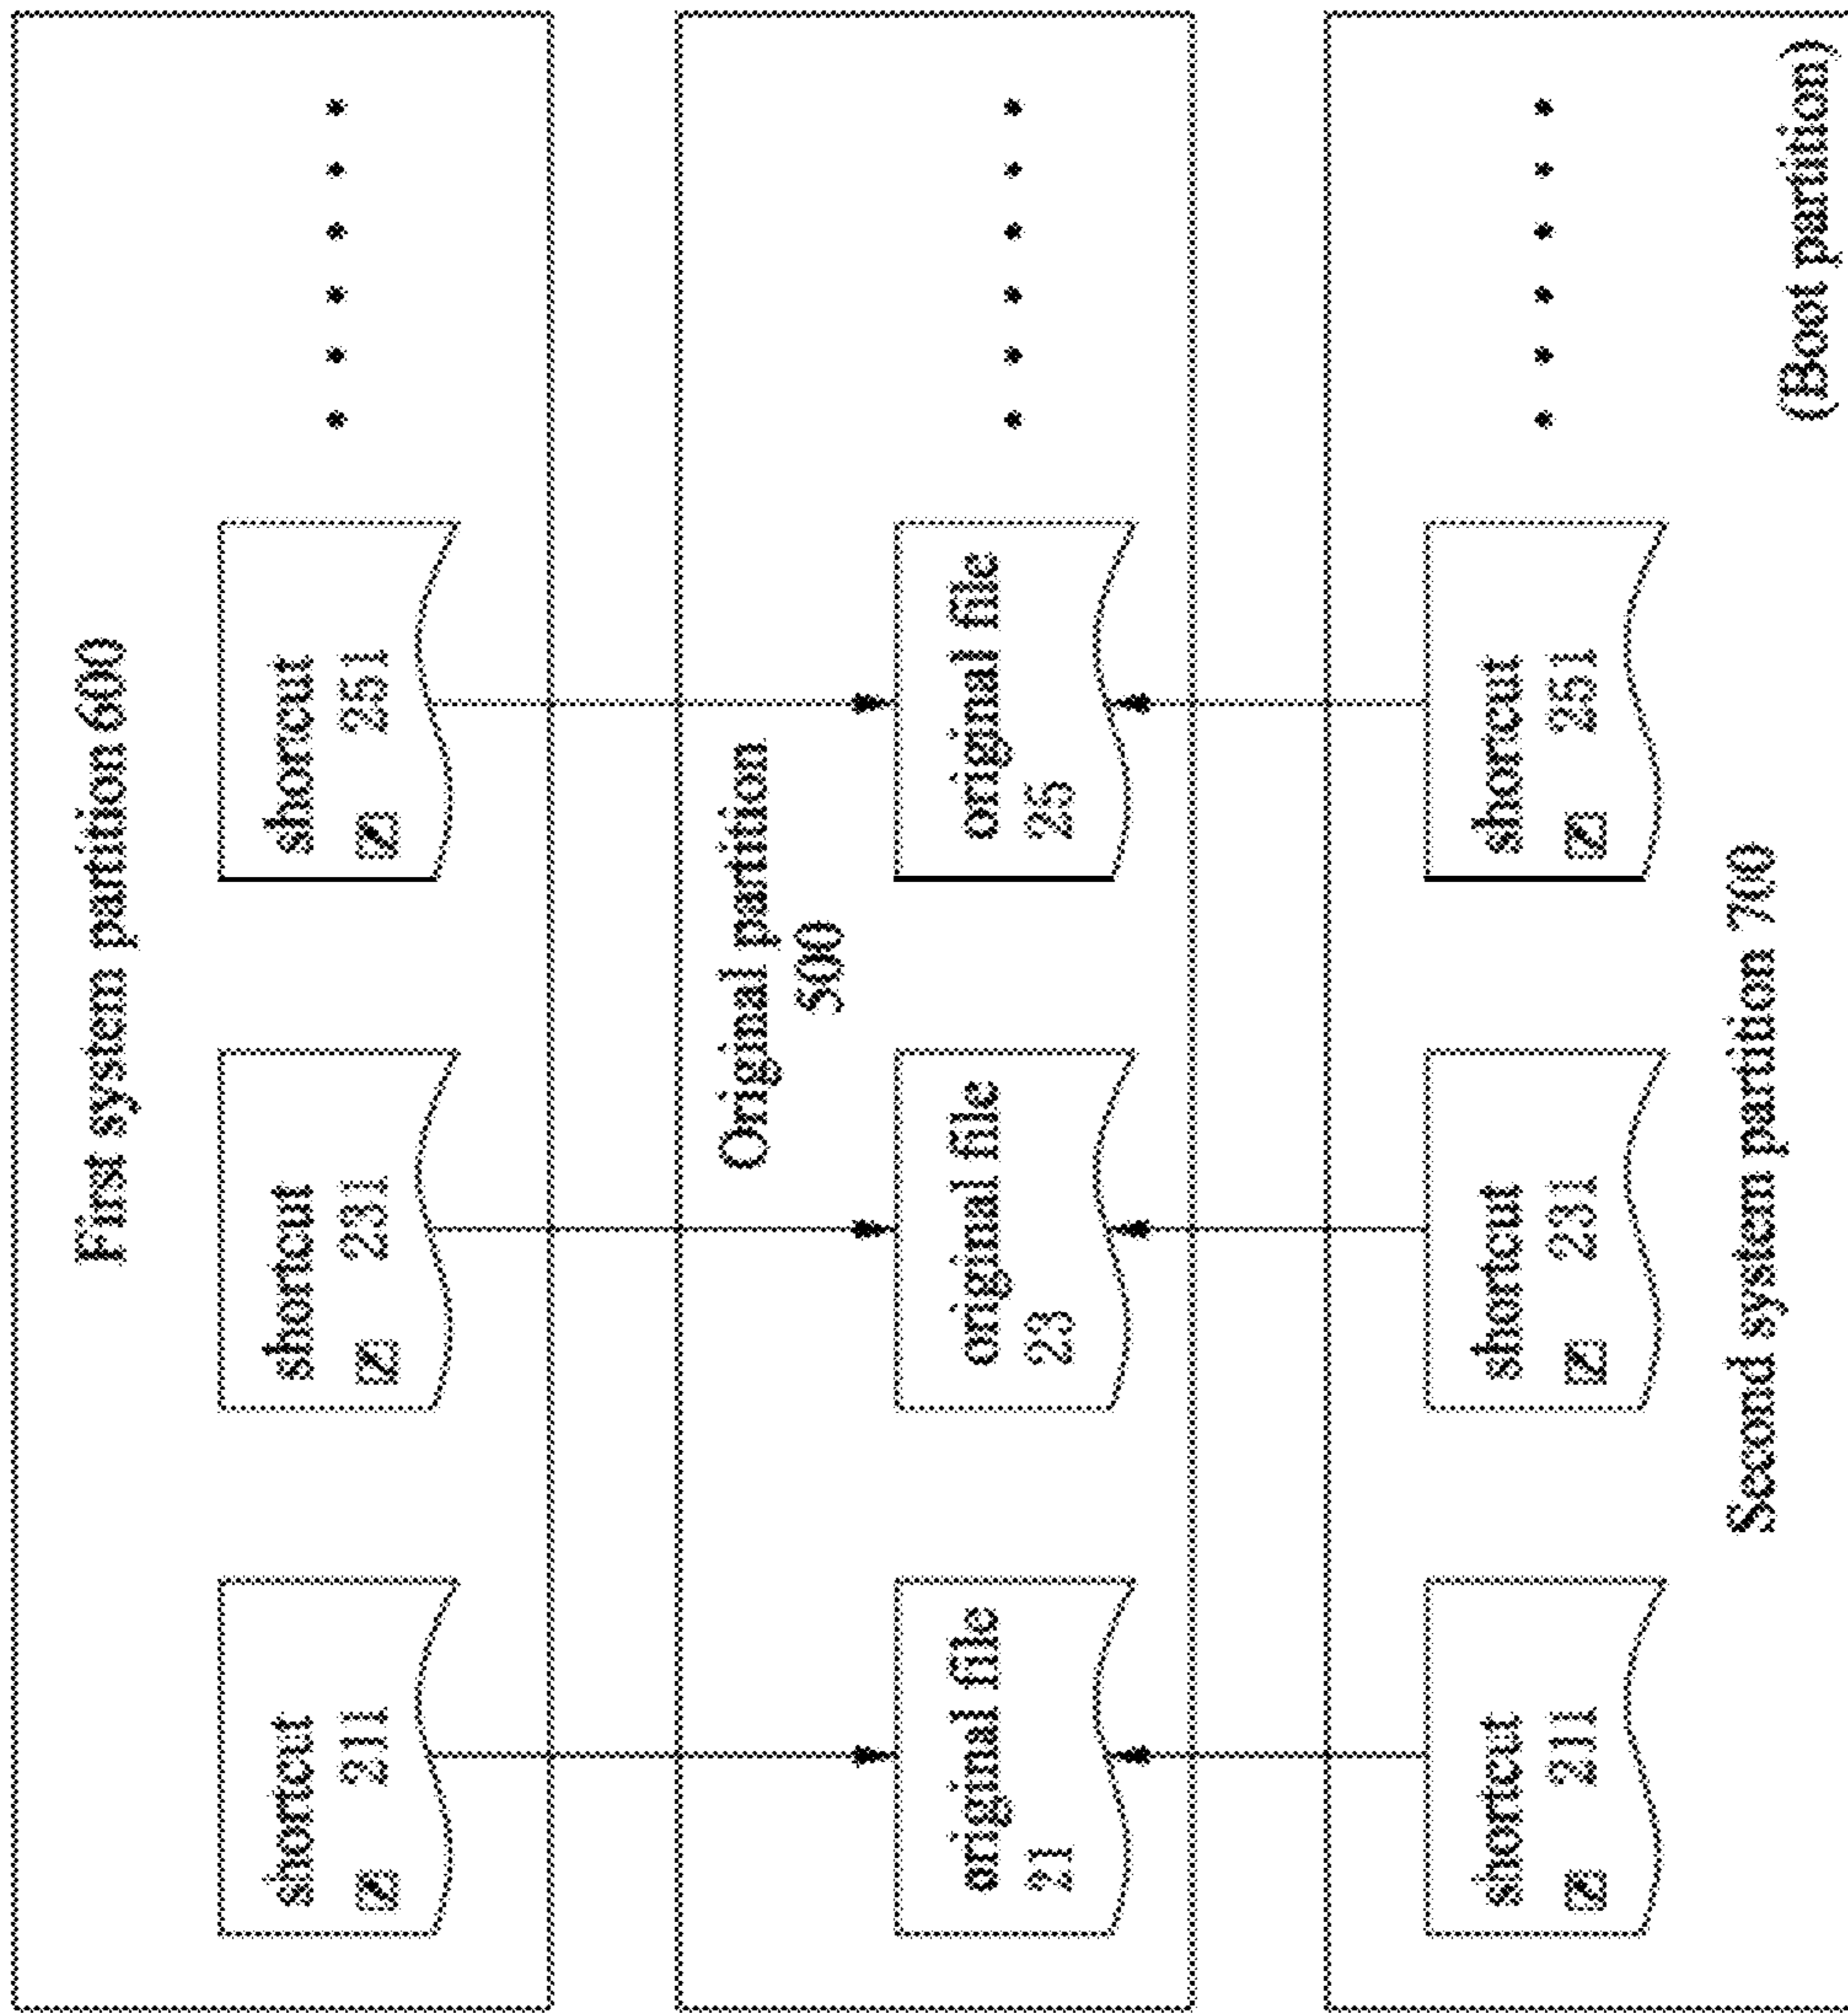 First system partition 600
shortcut
211
shortcut
231
shortcut
251
Original partition
500
original file
21
original file
23
original file
25
shortcut
211
shortcut
231
shortcut
251
Second system partition 700
(Boot partition)